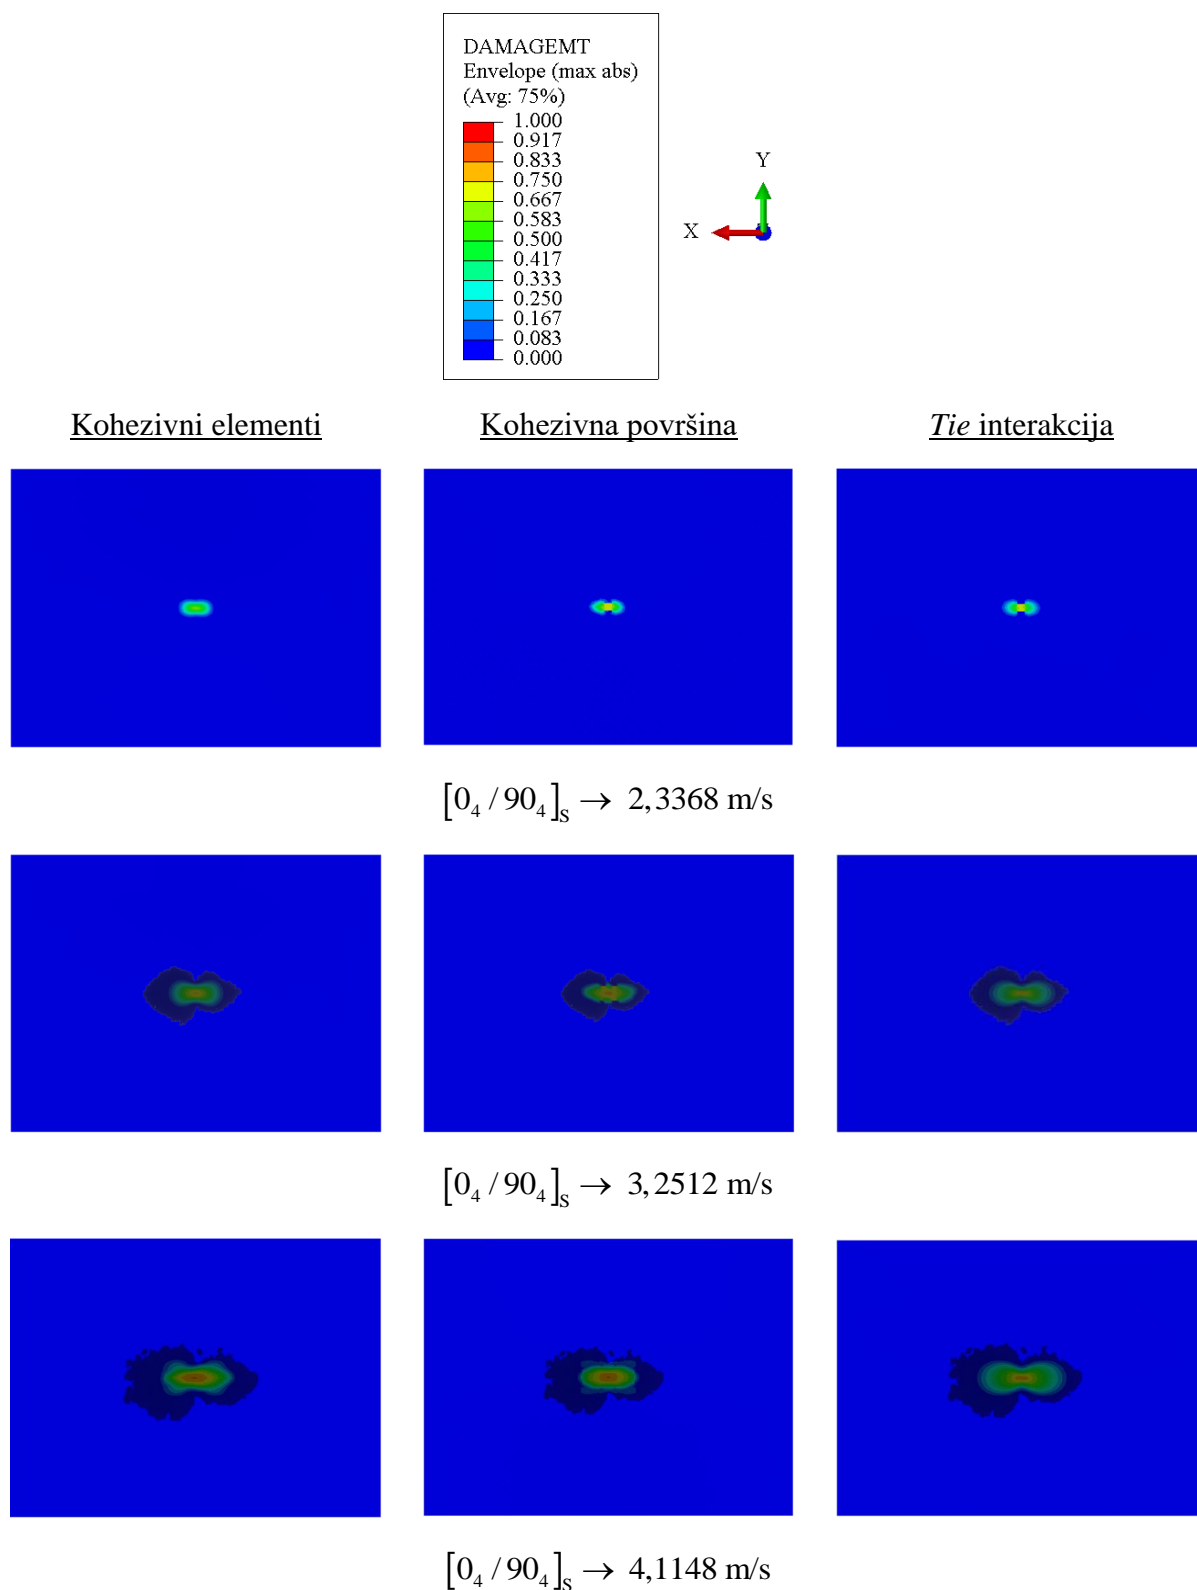 DAMAGEMT
Envelope (max abs)
(Avg: 75%)
1.000
0.917
0.833
0.750
0.667
0.583
0.500
0.417
0.333
0.250
0.167
0.083
0.000
Y
X
Kohezivni elementi Kohezivna površina Tie interakcija
[0₄ / 90₄]ₛ → 2,3368 m/s
[0₄ / 90₄]ₛ → 3,2512 m/s
[0₄ / 90₄]ₛ → 4,1148 m/s